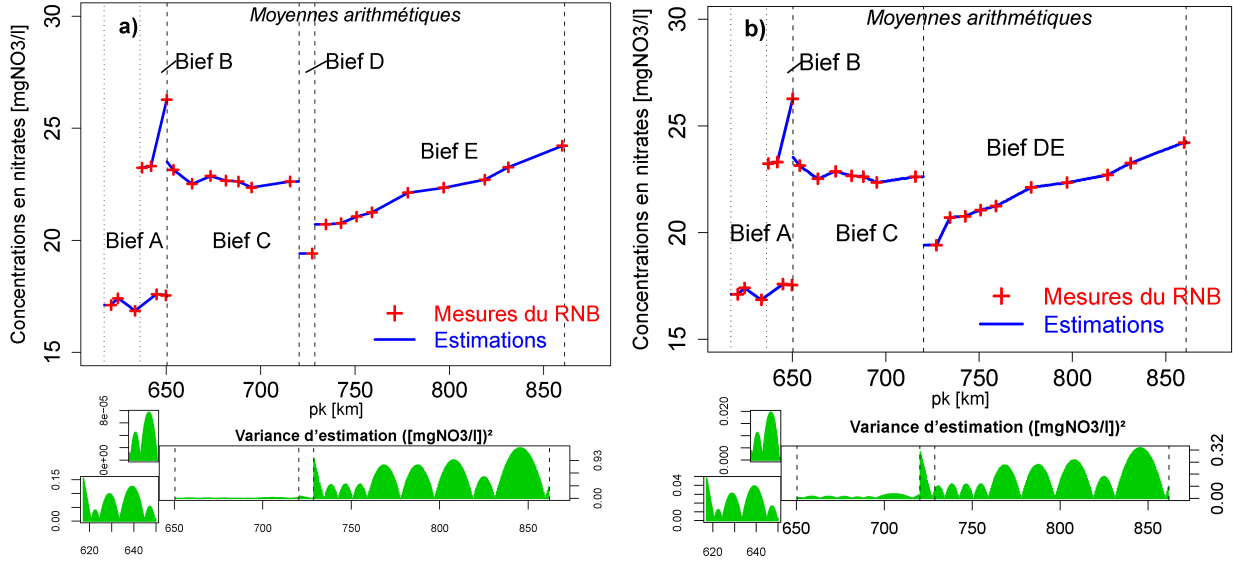 a)
Moyennes arithmétiques
Bief B
Bief D
Bief E
Bief A
Bief C
Mesures du RNB
Estimations
Concentrations en nitrates [mgNO3/l]
30
25
20
15
650 700 750 800 850
pk [km]
Variance d'estimation ([mgNO3/l])²
8e-05
0e+00
0.15
0.00
0.93
0.00
650 700 750 800 850
620 640
b)
Moyennes arithmétiques
Bief B
Bief DE
Bief A
Bief C
Mesures du RNB
Estimations
Concentrations en nitrates [mgNO3/l]
30
25
20
15
650 700 750 800 850
pk [km]
Variance d'estimation ([mgNO3/l])²
0.020
0.000
0.04
0.00
0.32
0.00
650 700 750 800 850
620 640